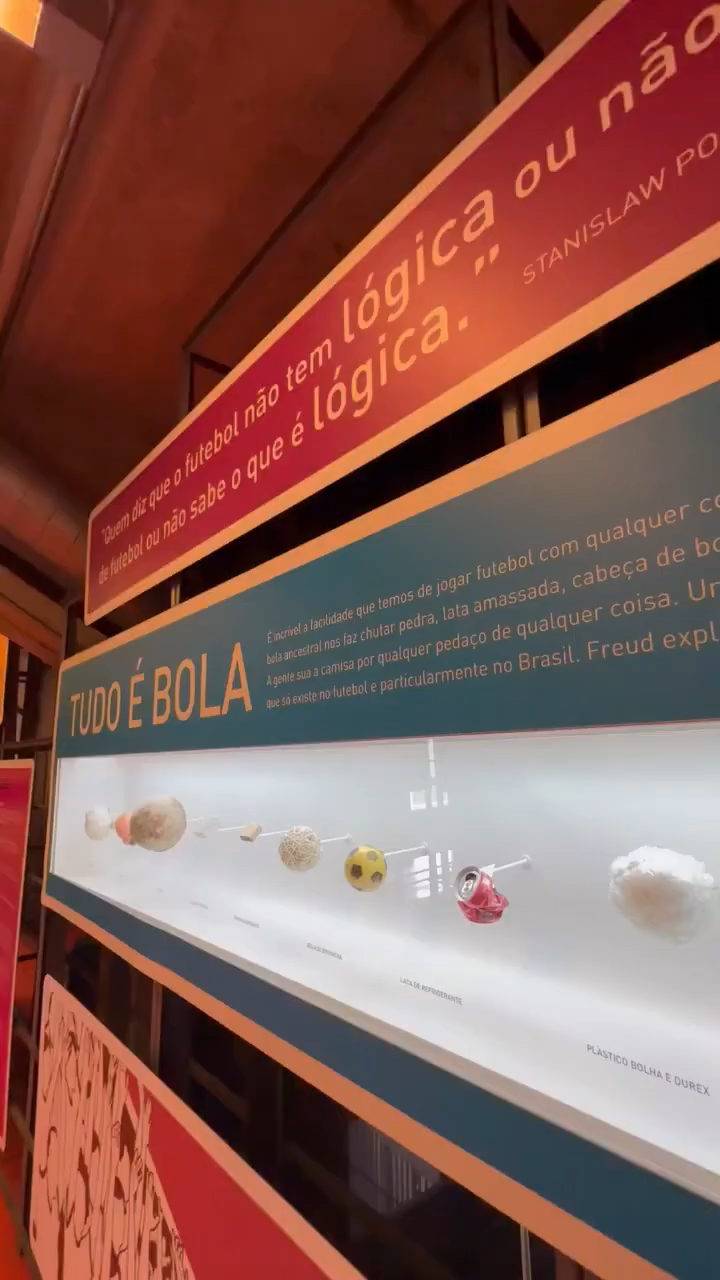 "Quem diz que o futebol não tem lógica ou não
de futebol ou não sabe o que é lógica."
STANISLAW PO
TUDO É BOLA
É incrível a facilidade que temos de jogar futebol com qualquer co
bola ancestral nos faz chutar pedra, lata amassada, cabeça de bo
A gente sua a camisa por qualquer pedaço de qualquer coisa. Um
que só existe no futebol e particularmente no Brasil. Freud expl
LATA DE REFRIGERANTE
PLÁSTICO BOLHA E DUREX